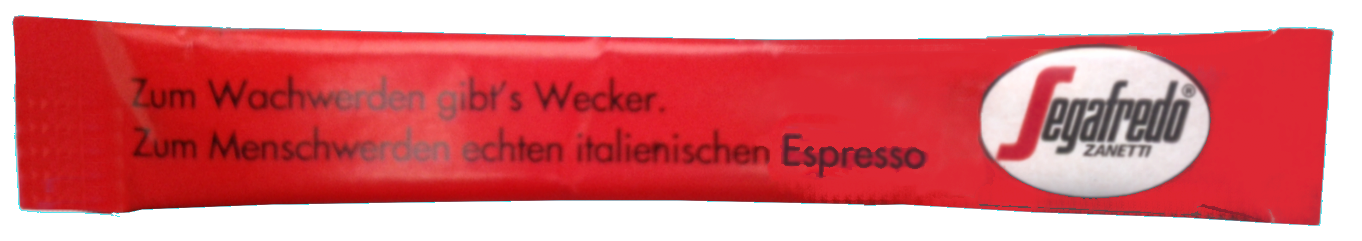 Zum Wachwerden gibt's Wecker.
Zum Menschwerden echten italienischen Espresso
Segafredo®
ZANETTI